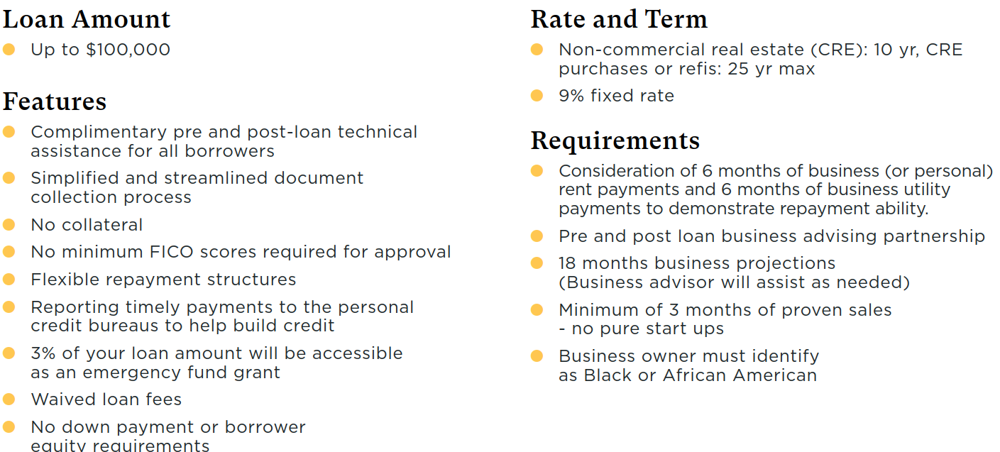 Loan Amount
Up to $100,000
Features
Complimentary pre and post-loan technical
assistance for all borrowers
Simplified and streamlined document
collection process
No collateral
No minimum FICO scores required for approval
Flexible repayment structures
Reporting timely payments to the personal
credit bureaus to help build credit
3% of your loan amount will be accessible
as an emergency fund grant
Waived loan fees
No down payment or borrower
equity requirements
Rate and Term
Non-commercial real estate (CRE): 10 yr, CRE
purchases or refis: 25 yr max
9% fixed rate
Requirements
Consideration of 6 months of business (or personal)
rent payments and 6 months of business utility
payments to demonstrate repayment ability.
Pre and post loan business advising partnership
18 months business projections
(Business advisor will assist as needed)
Minimum of 3 months of proven sales
- no pure start ups
Business owner must identify
as Black or African American